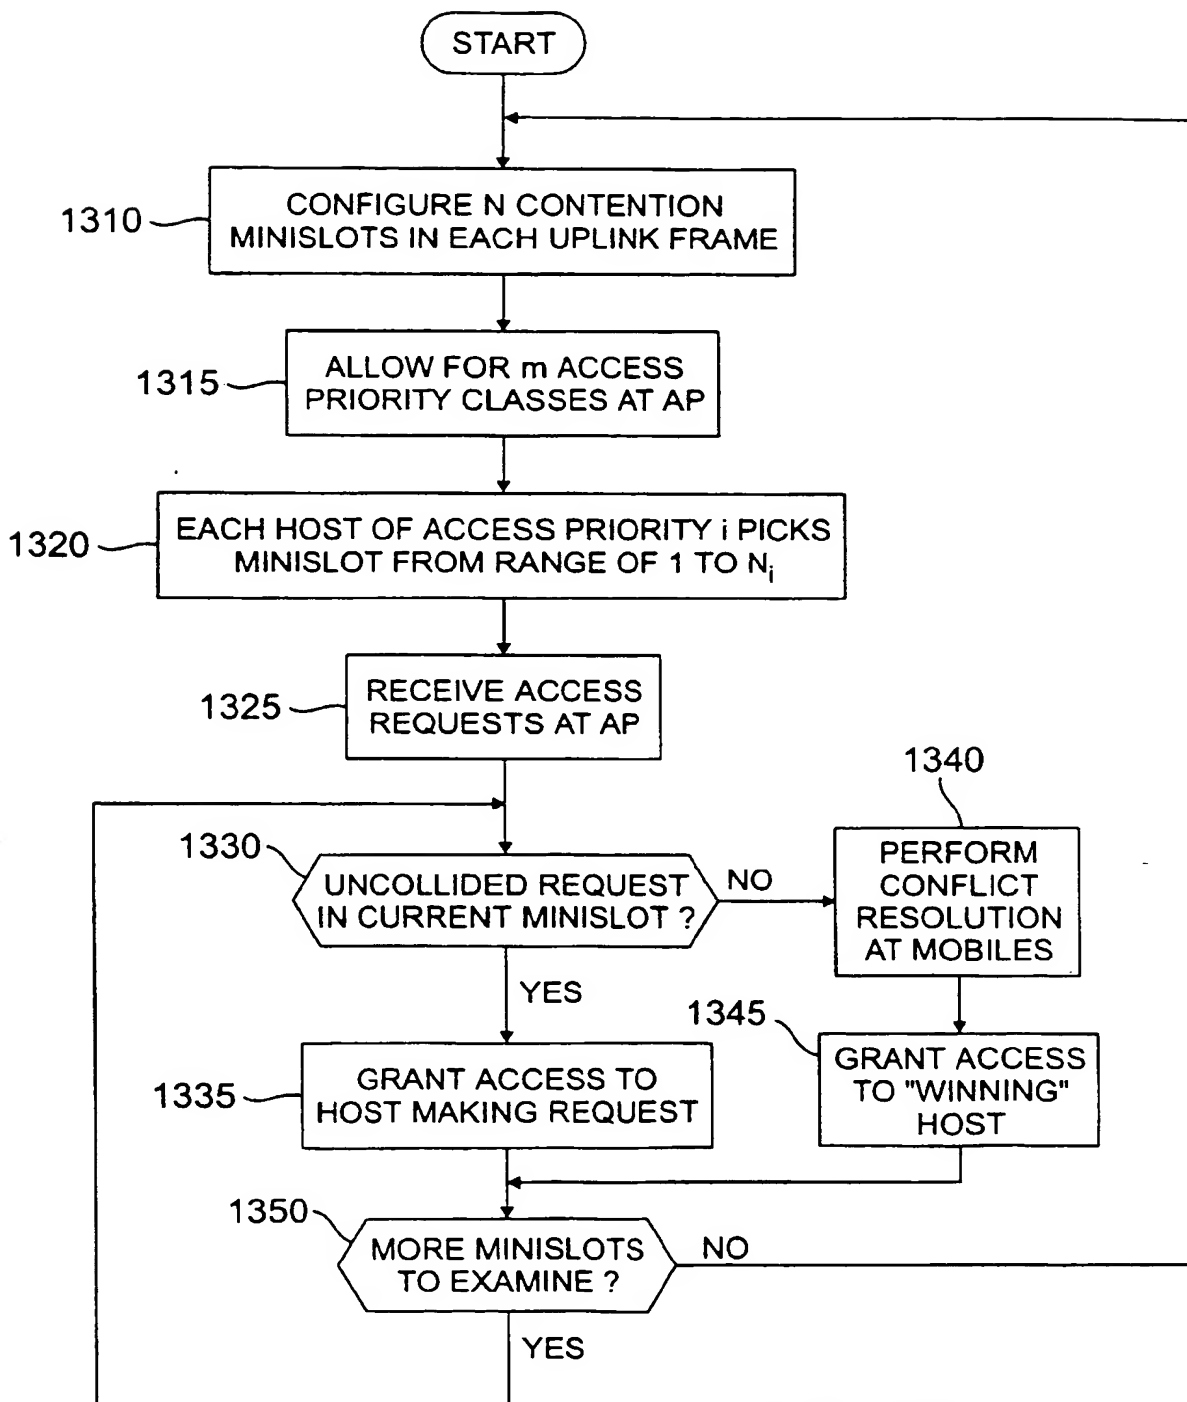 START
1310
CONFIGURE N CONTENTION
MINISLOTS IN EACH UPLINK FRAME
1315
ALLOW FOR m ACCESS
PRIORITY CLASSES AT AP
1320
EACH HOST OF ACCESS PRIORITY i PICKS
MINISLOT FROM RANGE OF 1 TO Ni
1325
RECEIVE ACCESS
REQUESTS AT AP
1330
UNCOLLIDED REQUEST
IN CURRENT MINISLOT ?
NO
1340
PERFORM
CONFLICT
RESOLUTION
AT MOBILES
YES
1335
GRANT ACCESS TO
HOST MAKING REQUEST
1345
GRANT ACCESS
TO "WINNING"
HOST
1350
MORE MINISLOTS
TO EXAMINE ?
NO
YES